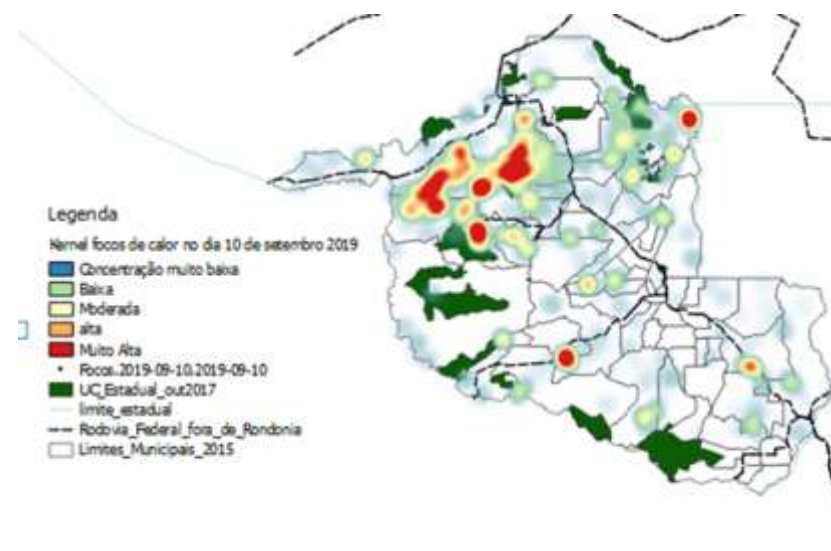 Legenda
Kernel focos de calor no dia 10 de setembro 2019
Concentração muito baixa
Baixa
Moderada
alta
Muito Alta
Focos.2019-09-10.2019-09-10
UC_Estadual_out2017
limite_estadual
Rodovia_Federal_fora_de_Rondonia
Limites_Municipais_2015